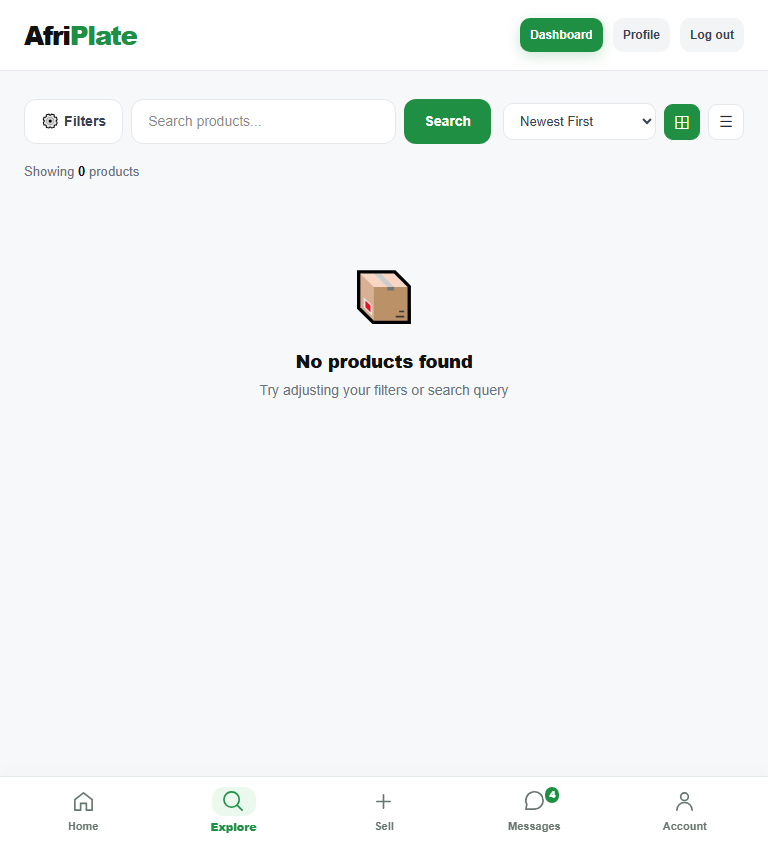 AfriPlate
Dashboard Profile Log out
Filters Search products... Search Newest First
Showing 0 products
No products found
Try adjusting your filters or search query
4
Home Explore Sell Messages Account